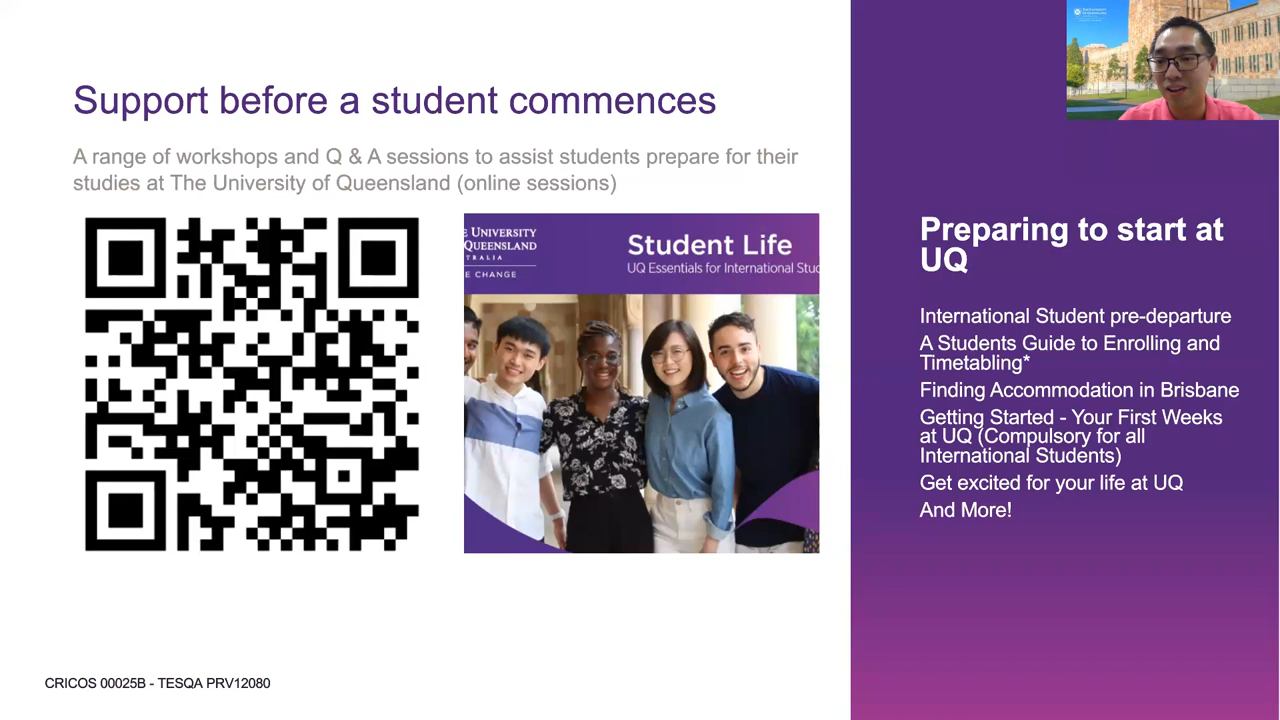 Support before a student commences
A range of workshops and Q & A sessions to assist students prepare for their
studies at The University of Queensland (online sessions)
E UNIVERSITY
QUEENSLAND
TRALIA
E CHANGE
Student Life
UQ Essentials for International Stud
Preparing to start at
UQ
International Student pre-departure
A Students Guide to Enrolling and
Timetabling*
Finding Accommodation in Brisbane
Getting Started - Your First Weeks
at UQ (Compulsory for all
International Students)
Get excited for your life at UQ
And More!
CRICOS 00025B - TESQA PRV12080